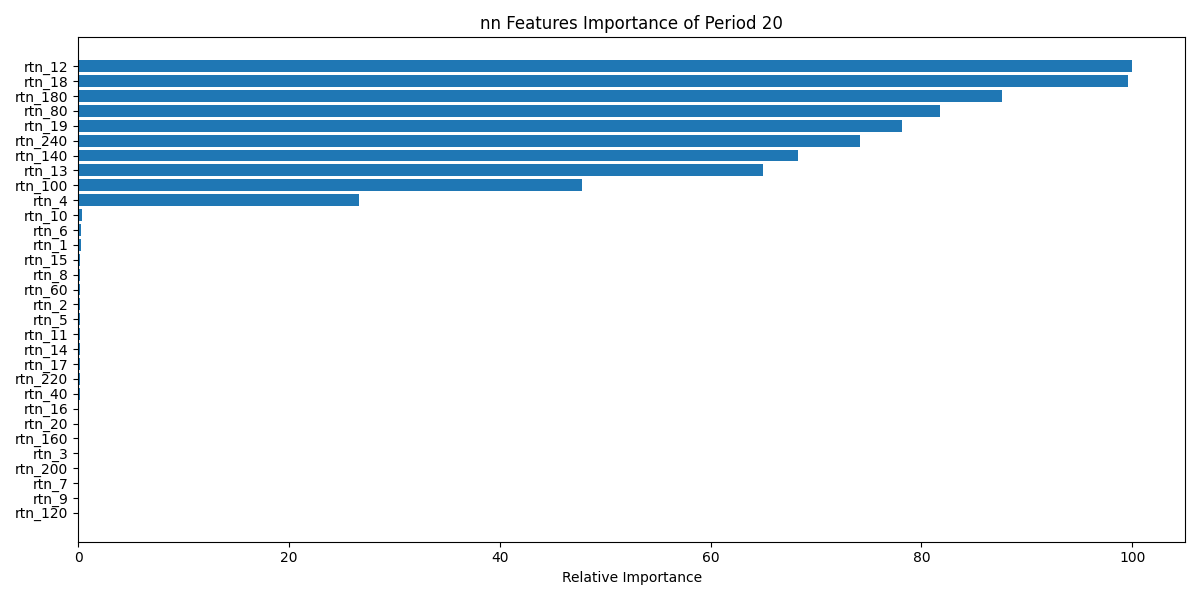 nn Features Importance of Period 20
rtn_12
rtn_18
rtn_180
rtn_80
rtn_19
rtn_240
rtn_140
rtn_13
rtn_100
rtn_4
rtn_10
rtn_6
rtn_1
rtn_15
rtn_8
rtn_60
rtn_2
rtn_5
rtn_11
rtn_14
rtn_17
rtn_220
rtn_40
rtn_16
rtn_20
rtn_160
rtn_3
rtn_200
rtn_7
rtn_9
rtn_120
0 20 40 60 80 100
Relative Importance